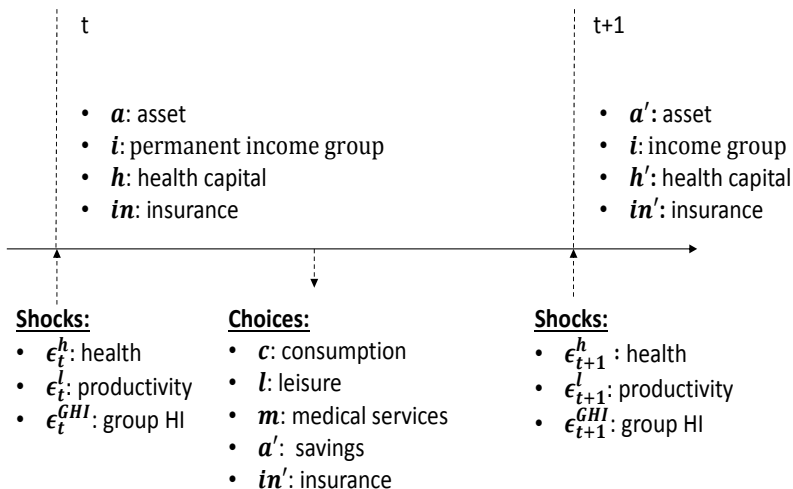 t
t+1
• a: asset
• i: permanent income group
• h: health capital
• in: insurance
• a′: asset
• i: income group
• h′: health capital
• in′: insurance
Shocks:
• ϵ_t^h: health
• ϵ_t^l: productivity
• ϵ_t^{GHI}: group HI
Choices:
• c: consumption
• l: leisure
• m: medical services
• a′: savings
• in′: insurance
Shocks:
• ϵ_{t+1}^h : health
• ϵ_{t+1}^l: productivity
• ϵ_{t+1}^{GHI}: group HI